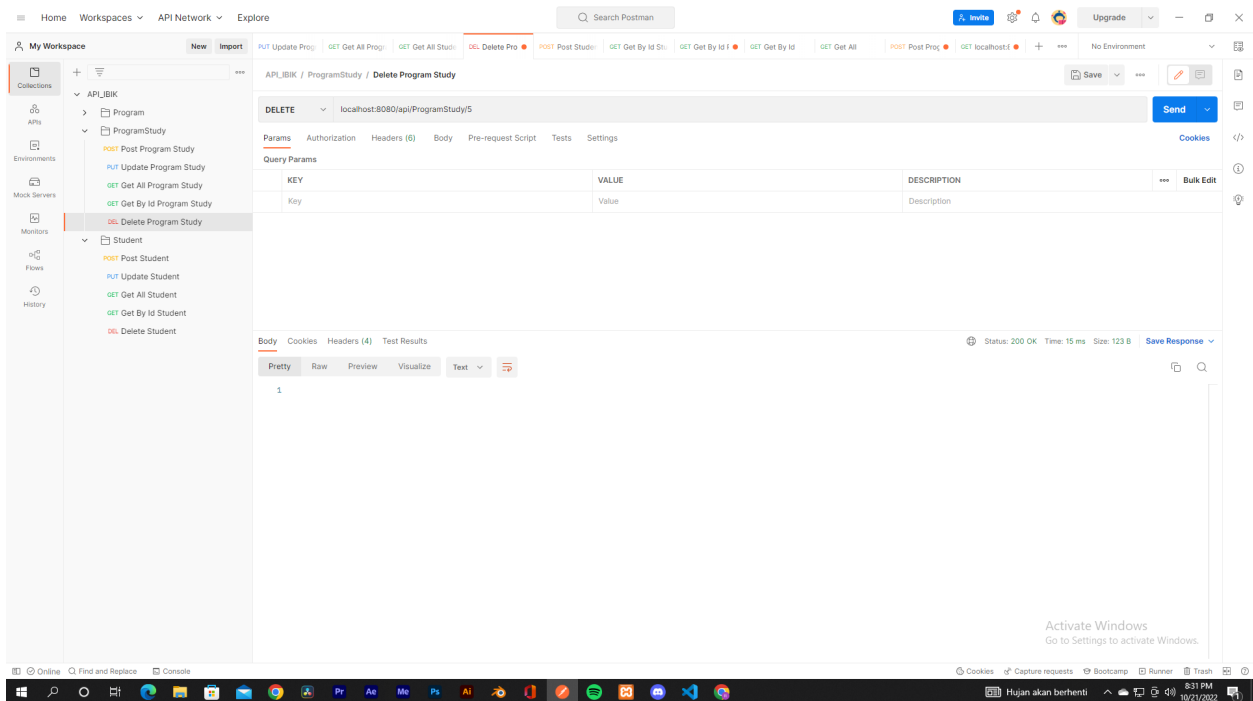 Home Workspaces API Network Explore Search Postman Invite Upgrade
My Workspace New Import PUT Update Prog GET Get All Progr GET Get All Stude DEL Delete Pro POST Post Studen GET Get By Id Stu GET Get By Id F GET Get By Id GET Get All POST Post Prog GET localhost:8 No Environment
Collections
APIs
Environments
Mock Servers
Monitors
Flows
History
API_IBIK
Program
ProgramStudy
POST Post Program Study
PUT Update Program Study
GET Get All Program Study
GET Get By Id Program Study
DEL Delete Program Study
Student
POST Post Student
PUT Update Student
GET Get All Student
GET Get By Id Student
DEL Delete Student
API_IBIK / ProgramStudy / Delete Program Study Save
DELETE localhost:8080/api/ProgramStudy/5 Send
Params Authorization Headers (6) Body Pre-request Script Tests Settings Cookies
Query Params
KEY VALUE DESCRIPTION Bulk Edit
Key Value Description
Body Cookies Headers (4) Test Results Status: 200 OK Time: 15 ms Size: 123 B Save Response
Pretty Raw Preview Visualize Text
1
Activate Windows
Go to Settings to activate Windows.
Online Find and Replace Console Cookies Capture requests Bootcamp Runner Trash
Pr Ae Me Ps Ai Hujan akan berhenti 8:31 PM
10/21/2022